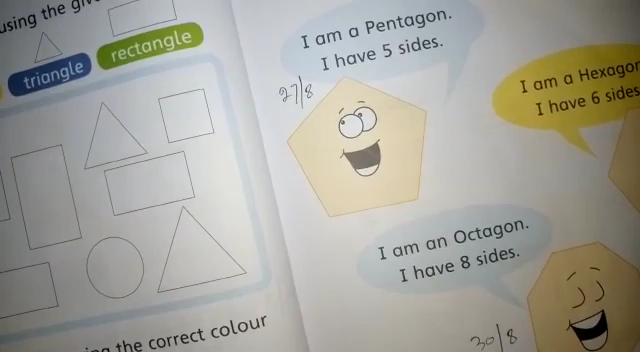 using the
triangle
rectangle
the correct colour
I am a Pentagon.
I have 5 sides.
27/8
I am a Hexagon
I have 6 sides
I am an Octagon.
I have 8 sides.
30/8